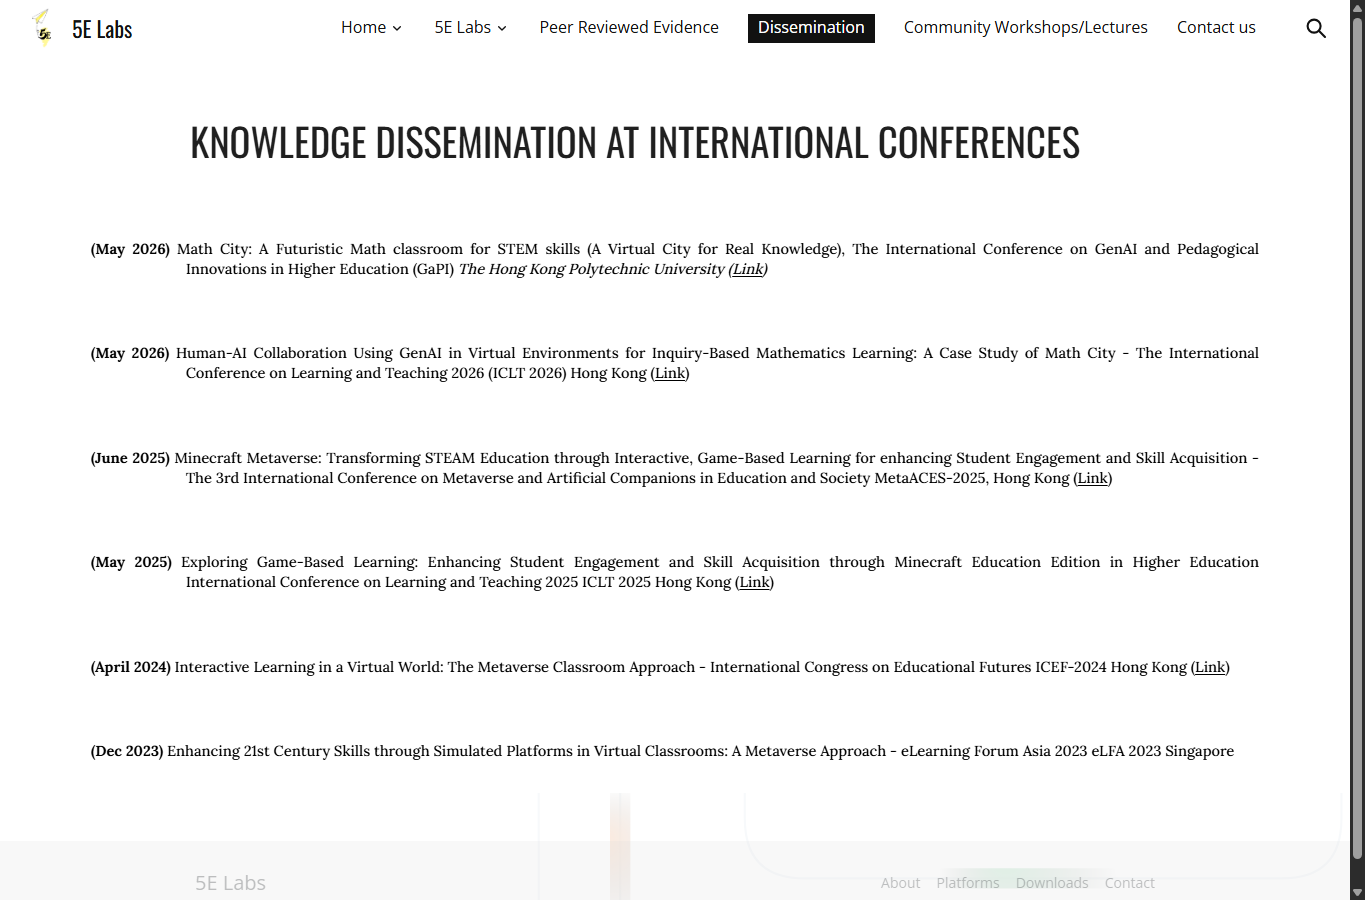 5E Labs
Home
5E Labs
Peer Reviewed Evidence
Dissemination
Community Workshops/Lectures
Contact us
KNOWLEDGE DISSEMINATION AT INTERNATIONAL CONFERENCES
(May 2026) Math City: A Futuristic Math classroom for STEM skills (A Virtual City for Real Knowledge), The International Conference on GenAI and Pedagogical
Innovations in Higher Education (GaPI) The Hong Kong Polytechnic University (Link)
(May 2026) Human-AI Collaboration Using GenAI in Virtual Environments for Inquiry-Based Mathematics Learning: A Case Study of Math City - The International
Conference on Learning and Teaching 2026 (ICLT 2026) Hong Kong (Link)
(June 2025) Minecraft Metaverse: Transforming STEAM Education through Interactive, Game-Based Learning for enhancing Student Engagement and Skill Acquisition -
The 3rd International Conference on Metaverse and Artificial Companions in Education and Society MetaACES-2025, Hong Kong (Link)
(May 2025) Exploring Game-Based Learning: Enhancing Student Engagement and Skill Acquisition through Minecraft Education Edition in Higher Education
International Conference on Learning and Teaching 2025 ICLT 2025 Hong Kong (Link)
(April 2024) Interactive Learning in a Virtual World: The Metaverse Classroom Approach - International Congress on Educational Futures ICEF-2024 Hong Kong (Link)
(Dec 2023) Enhancing 21st Century Skills through Simulated Platforms in Virtual Classrooms: A Metaverse Approach - eLearning Forum Asia 2023 eLFA 2023 Singapore
5E Labs
About Platforms Downloads Contact